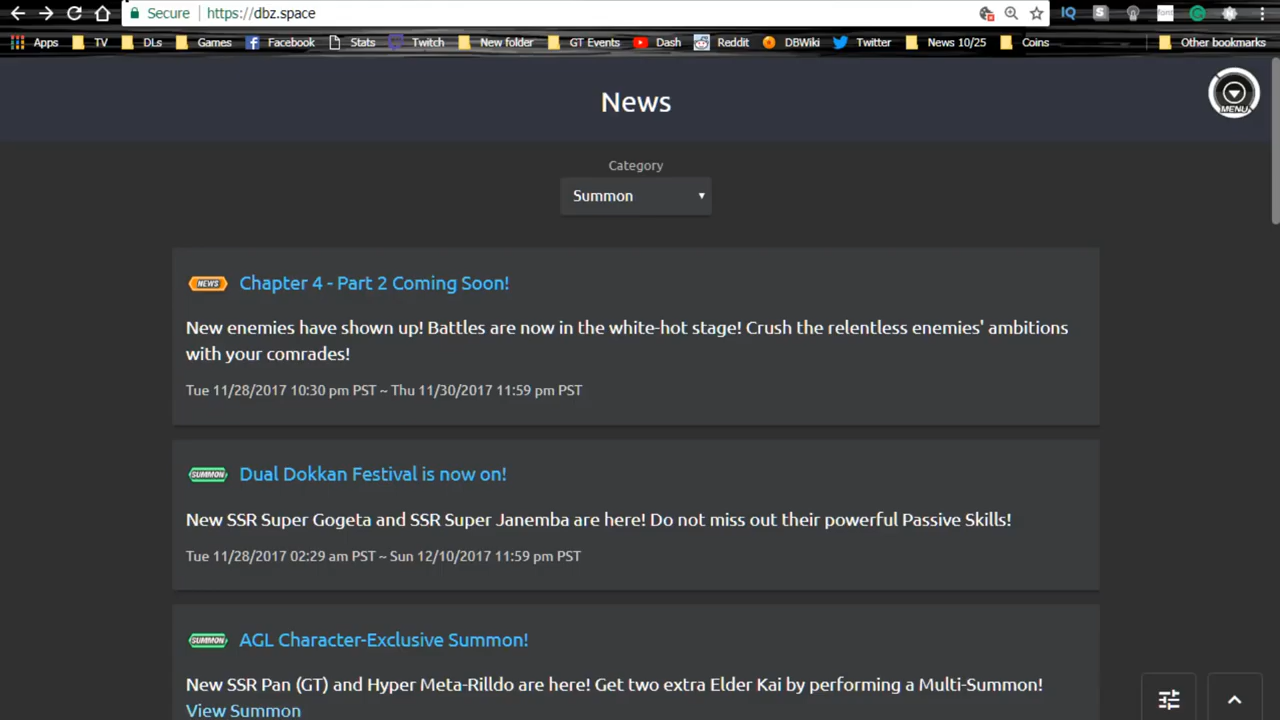 Secure https://dbz.space
Apps TV DLs Games Facebook Stats Twitch New folder GT Events Dash Reddit DBWiki Twitter News 10/25 Coins Other bookmarks
News
MENU
Category
Summon
NEWS Chapter 4 - Part 2 Coming Soon!
New enemies have shown up! Battles are now in the white-hot stage! Crush the relentless enemies' ambitions
with your comrades!
Tue 11/28/2017 10:30 pm PST ~ Thu 11/30/2017 11:59 pm PST
SUMMON Dual Dokkan Festival is now on!
New SSR Super Gogeta and SSR Super Janemba are here! Do not miss out their powerful Passive Skills!
Tue 11/28/2017 02:29 am PST ~ Sun 12/10/2017 11:59 pm PST
SUMMON AGL Character-Exclusive Summon!
New SSR Pan (GT) and Hyper Meta-Rilldo are here! Get two extra Elder Kai by performing a Multi-Summon!
View Summon